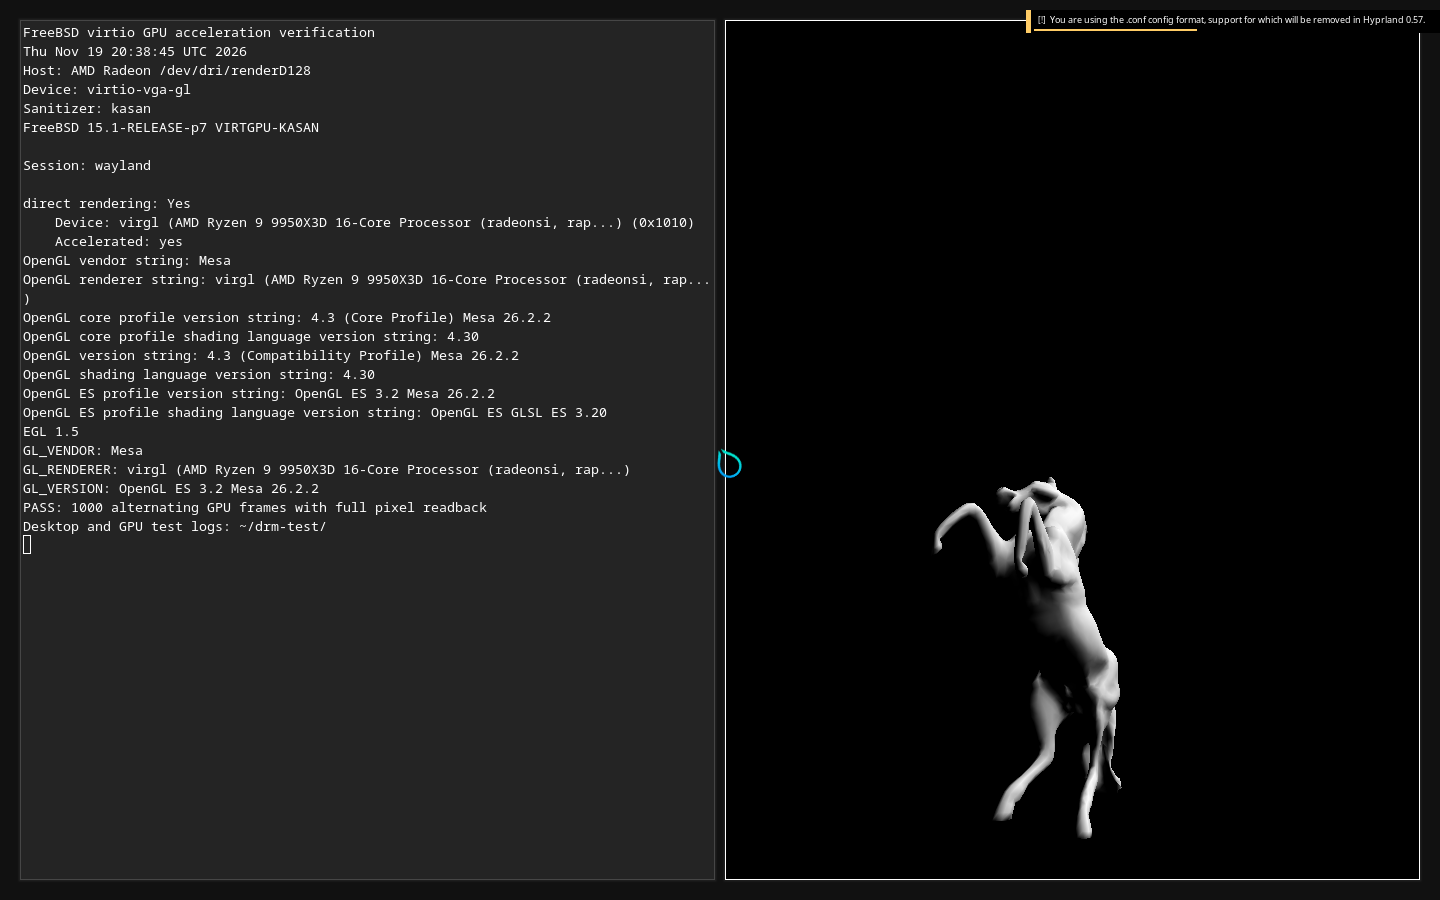 [!] You are using the .conf config format, support for which will be removed in Hyprland 0.57.
FreeBSD virtio GPU acceleration verification
Thu Nov 19 20:38:45 UTC 2026
Host: AMD Radeon /dev/dri/renderD128
Device: virtio-vga-gl
Sanitizer: kasan
FreeBSD 15.1-RELEASE-p7 VIRTGPU-KASAN
Session: wayland
direct rendering: Yes
Device: virgl (AMD Ryzen 9 9950X3D 16-Core Processor (radeonsi, rap...) (0x1010)
Accelerated: yes
OpenGL vendor string: Mesa
OpenGL renderer string: virgl (AMD Ryzen 9 9950X3D 16-Core Processor (radeonsi, rap...
)
OpenGL core profile version string: 4.3 (Core Profile) Mesa 26.2.2
OpenGL core profile shading language version string: 4.30
OpenGL version string: 4.3 (Compatibility Profile) Mesa 26.2.2
OpenGL shading language version string: 4.30
OpenGL ES profile version string: OpenGL ES 3.2 Mesa 26.2.2
OpenGL ES profile shading language version string: OpenGL ES GLSL ES 3.20
EGL 1.5
GL_VENDOR: Mesa
GL_RENDERER: virgl (AMD Ryzen 9 9950X3D 16-Core Processor (radeonsi, rap...)
GL_VERSION: OpenGL ES 3.2 Mesa 26.2.2
PASS: 1000 alternating GPU frames with full pixel readback
Desktop and GPU test logs: ~/drm-test/